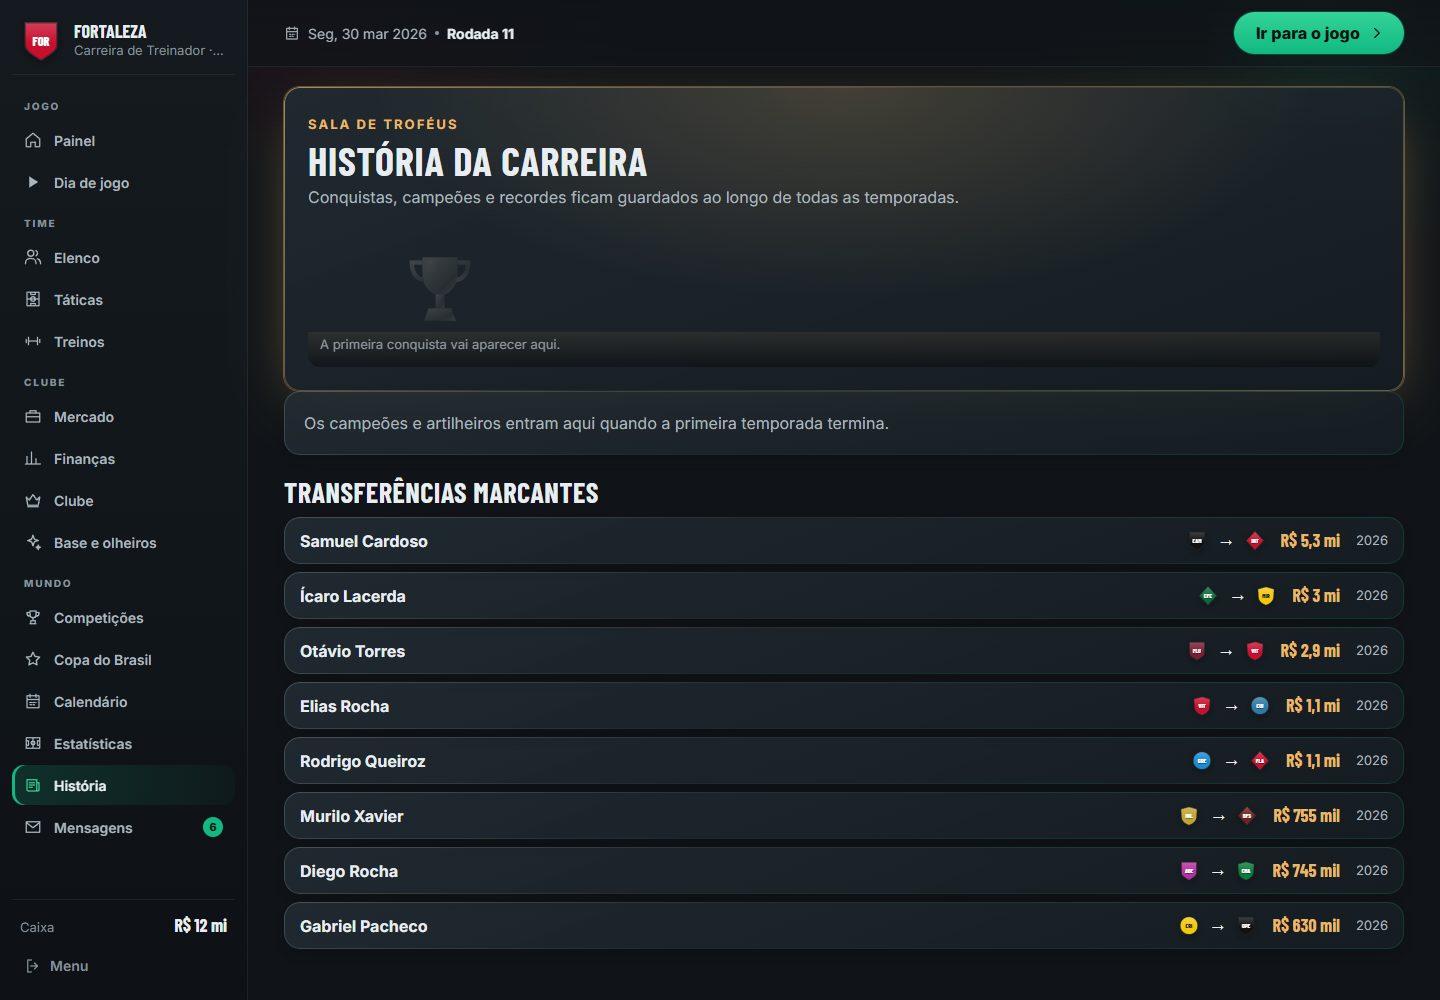 FOR
FORTALEZA
Carreira de Treinador ·...
JOGO
Painel
Dia de jogo
TIME
Elenco
Táticas
Treinos
CLUBE
Mercado
Finanças
Clube
Base e olheiros
MUNDO
Competições
Copa do Brasil
Calendário
Estatísticas
História
Mensagens 6
Caixa R$ 12 mi
Menu
Seg, 30 mar 2026 • Rodada 11
Ir para o jogo
SALA DE TROFÉUS
HISTÓRIA DA CARREIRA
Conquistas, campeões e recordes ficam guardados ao longo de todas as temporadas.
A primeira conquista vai aparecer aqui.
Os campeões e artilheiros entram aqui quando a primeira temporada termina.
TRANSFERÊNCIAS MARCANTES
Samuel Cardoso → R$ 5,3 mi 2026
Ícaro Lacerda → R$ 3 mi 2026
Otávio Torres → R$ 2,9 mi 2026
Elias Rocha → R$ 1,1 mi 2026
Rodrigo Queiroz → R$ 1,1 mi 2026
Murilo Xavier → R$ 755 mil 2026
Diego Rocha → R$ 745 mil 2026
Gabriel Pacheco → R$ 630 mil 2026